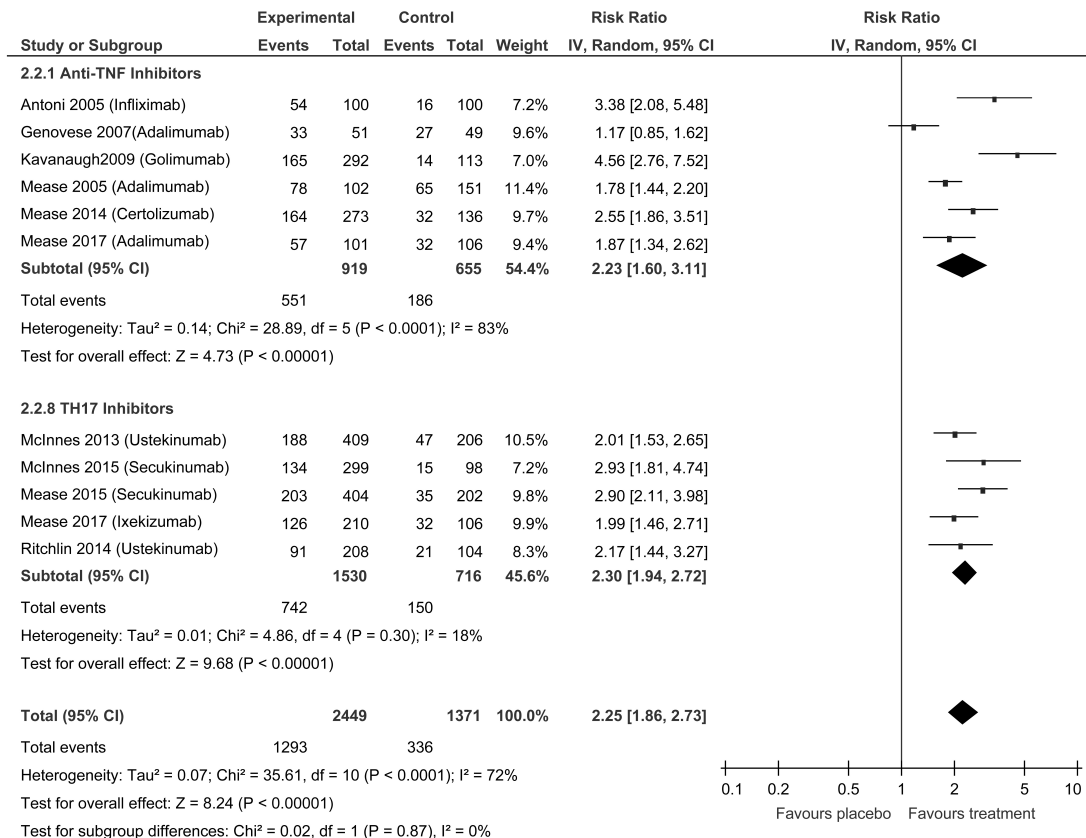 Experimental Control Risk Ratio Risk Ratio
Study or Subgroup Events Total Events Total Weight IV, Random, 95% CI IV, Random, 95% CI
2.2.1 Anti-TNF Inhibitors
Antoni 2005 (Infliximab) 54 100 16 100 7.2% 3.38 [2.08, 5.48]
Genovese 2007(Adalimumab) 33 51 27 49 9.6% 1.17 [0.85, 1.62]
Kavanaugh2009 (Golimumab) 165 292 14 113 7.0% 4.56 [2.76, 7.52]
Mease 2005 (Adalimumab) 78 102 65 151 11.4% 1.78 [1.44, 2.20]
Mease 2014 (Certolizumab) 164 273 32 136 9.7% 2.55 [1.86, 3.51]
Mease 2017 (Adalimumab) 57 101 32 106 9.4% 1.87 [1.34, 2.62]
Subtotal (95% CI) 919 655 54.4% 2.23 [1.60, 3.11]
Total events 551 186
Heterogeneity: Tau² = 0.14; Chi² = 28.89, df = 5 (P < 0.0001); I² = 83%
Test for overall effect: Z = 4.73 (P < 0.00001)
2.2.8 TH17 Inhibitors
McInnes 2013 (Ustekinumab) 188 409 47 206 10.5% 2.01 [1.53, 2.65]
McInnes 2015 (Secukinumab) 134 299 15 98 7.2% 2.93 [1.81, 4.74]
Mease 2015 (Secukinumab) 203 404 35 202 9.8% 2.90 [2.11, 3.98]
Mease 2017 (Ixekizumab) 126 210 32 106 9.9% 1.99 [1.46, 2.71]
Ritchlin 2014 (Ustekinumab) 91 208 21 104 8.3% 2.17 [1.44, 3.27]
Subtotal (95% CI) 1530 716 45.6% 2.30 [1.94, 2.72]
Total events 742 150
Heterogeneity: Tau² = 0.01; Chi² = 4.86, df = 4 (P = 0.30); I² = 18%
Test for overall effect: Z = 9.68 (P < 0.00001)
Total (95% CI) 2449 1371 100.0% 2.25 [1.86, 2.73]
Total events 1293 336
Heterogeneity: Tau² = 0.07; Chi² = 35.61, df = 10 (P < 0.0001); I² = 72%
Test for overall effect: Z = 8.24 (P < 0.00001)
Test for subgroup differences: Chi² = 0.02, df = 1 (P = 0.87), I² = 0%
0.1 0.2 0.5 1 2 5 10
Favours placebo Favours treatment